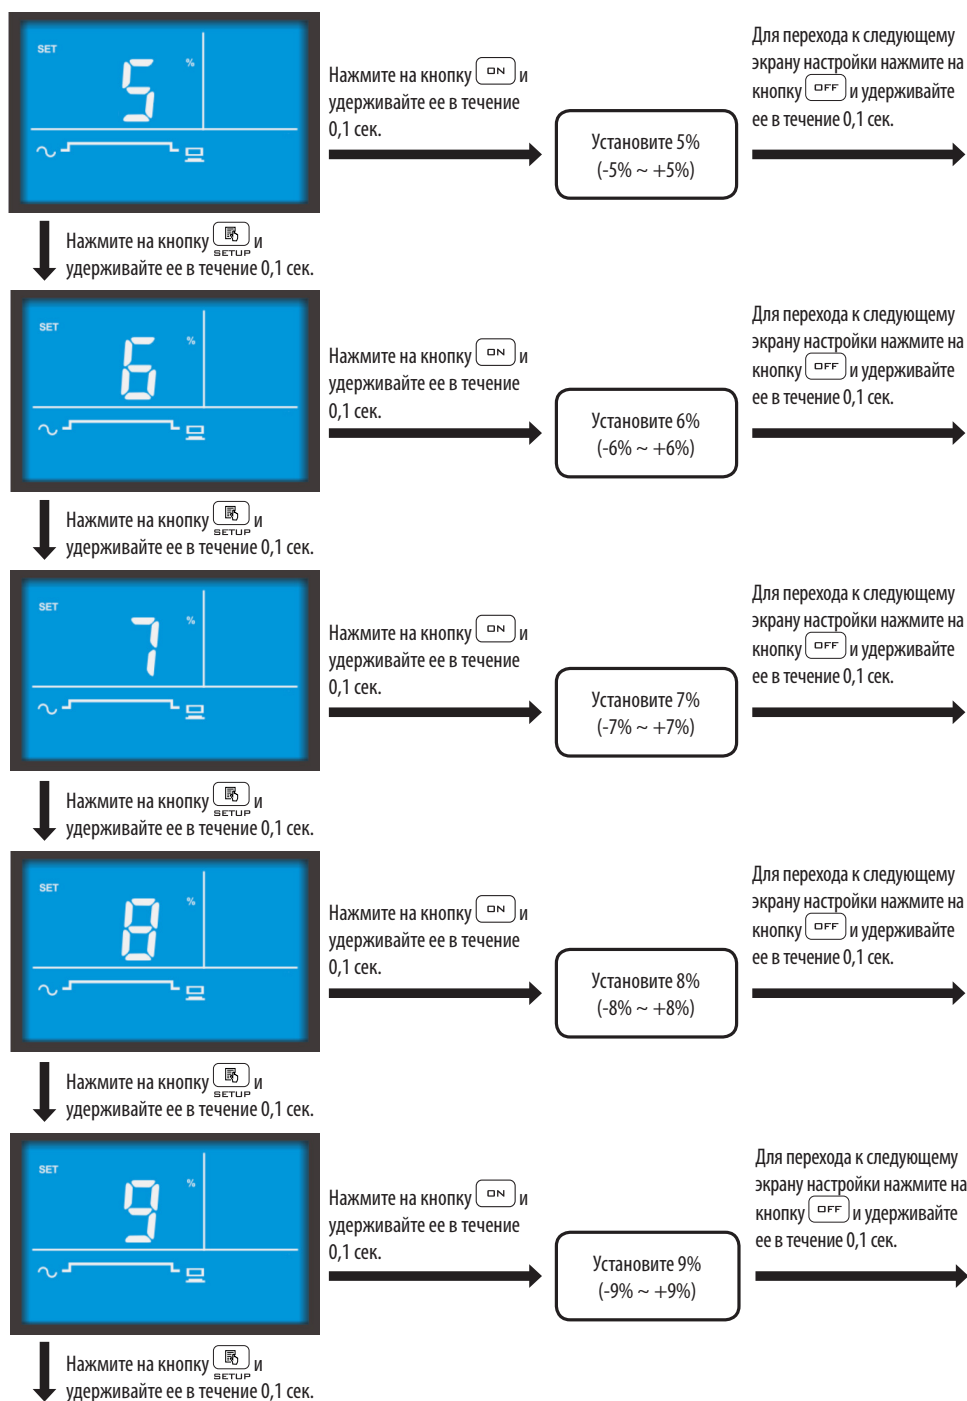 SET
5 %
Нажмите на кнопку ON и
удерживайте ее в течение
0,1 сек.
Установите 5%
(-5% ~ +5%)
Для перехода к следующему
экрану настройки нажмите на
кнопку OFF и удерживайте
ее в течение 0,1 сек.
Нажмите на кнопку SETUP и
удерживайте ее в течение 0,1 сек.
SET
6 %
Нажмите на кнопку ON и
удерживайте ее в течение
0,1 сек.
Установите 6%
(-6% ~ +6%)
Для перехода к следующему
экрану настройки нажмите на
кнопку OFF и удерживайте
ее в течение 0,1 сек.
Нажмите на кнопку SETUP и
удерживайте ее в течение 0,1 сек.
SET
7 %
Нажмите на кнопку ON и
удерживайте ее в течение
0,1 сек.
Установите 7%
(-7% ~ +7%)
Для перехода к следующему
экрану настройки нажмите на
кнопку OFF и удерживайте
ее в течение 0,1 сек.
Нажмите на кнопку SETUP и
удерживайте ее в течение 0,1 сек.
SET
8 %
Нажмите на кнопку ON и
удерживайте ее в течение
0,1 сек.
Установите 8%
(-8% ~ +8%)
Для перехода к следующему
экрану настройки нажмите на
кнопку OFF и удерживайте
ее в течение 0,1 сек.
Нажмите на кнопку SETUP и
удерживайте ее в течение 0,1 сек.
SET
9 %
Нажмите на кнопку ON и
удерживайте ее в течение
0,1 сек.
Установите 9%
(-9% ~ +9%)
Для перехода к следующему
экрану настройки нажмите на
кнопку OFF и удерживайте
ее в течение 0,1 сек.
Нажмите на кнопку SETUP и
удерживайте ее в течение 0,1 сек.